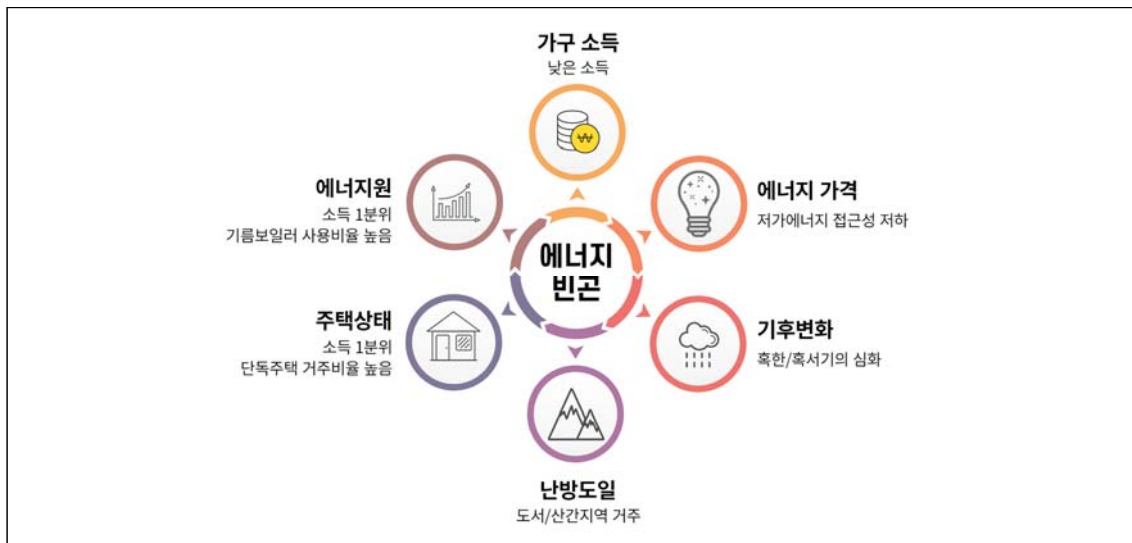 가구 소득
낮은 소득
₩
에너지 가격
저가에너지 접근성 저하
기후변화
혹한/혹서기의 심화
난방도일
도서/산간지역 거주
주택상태
소득 1분위
단독주택 거주비율 높음
에너지원
소득 1분위
기름보일러 사용비율 높음
에너지
빈곤